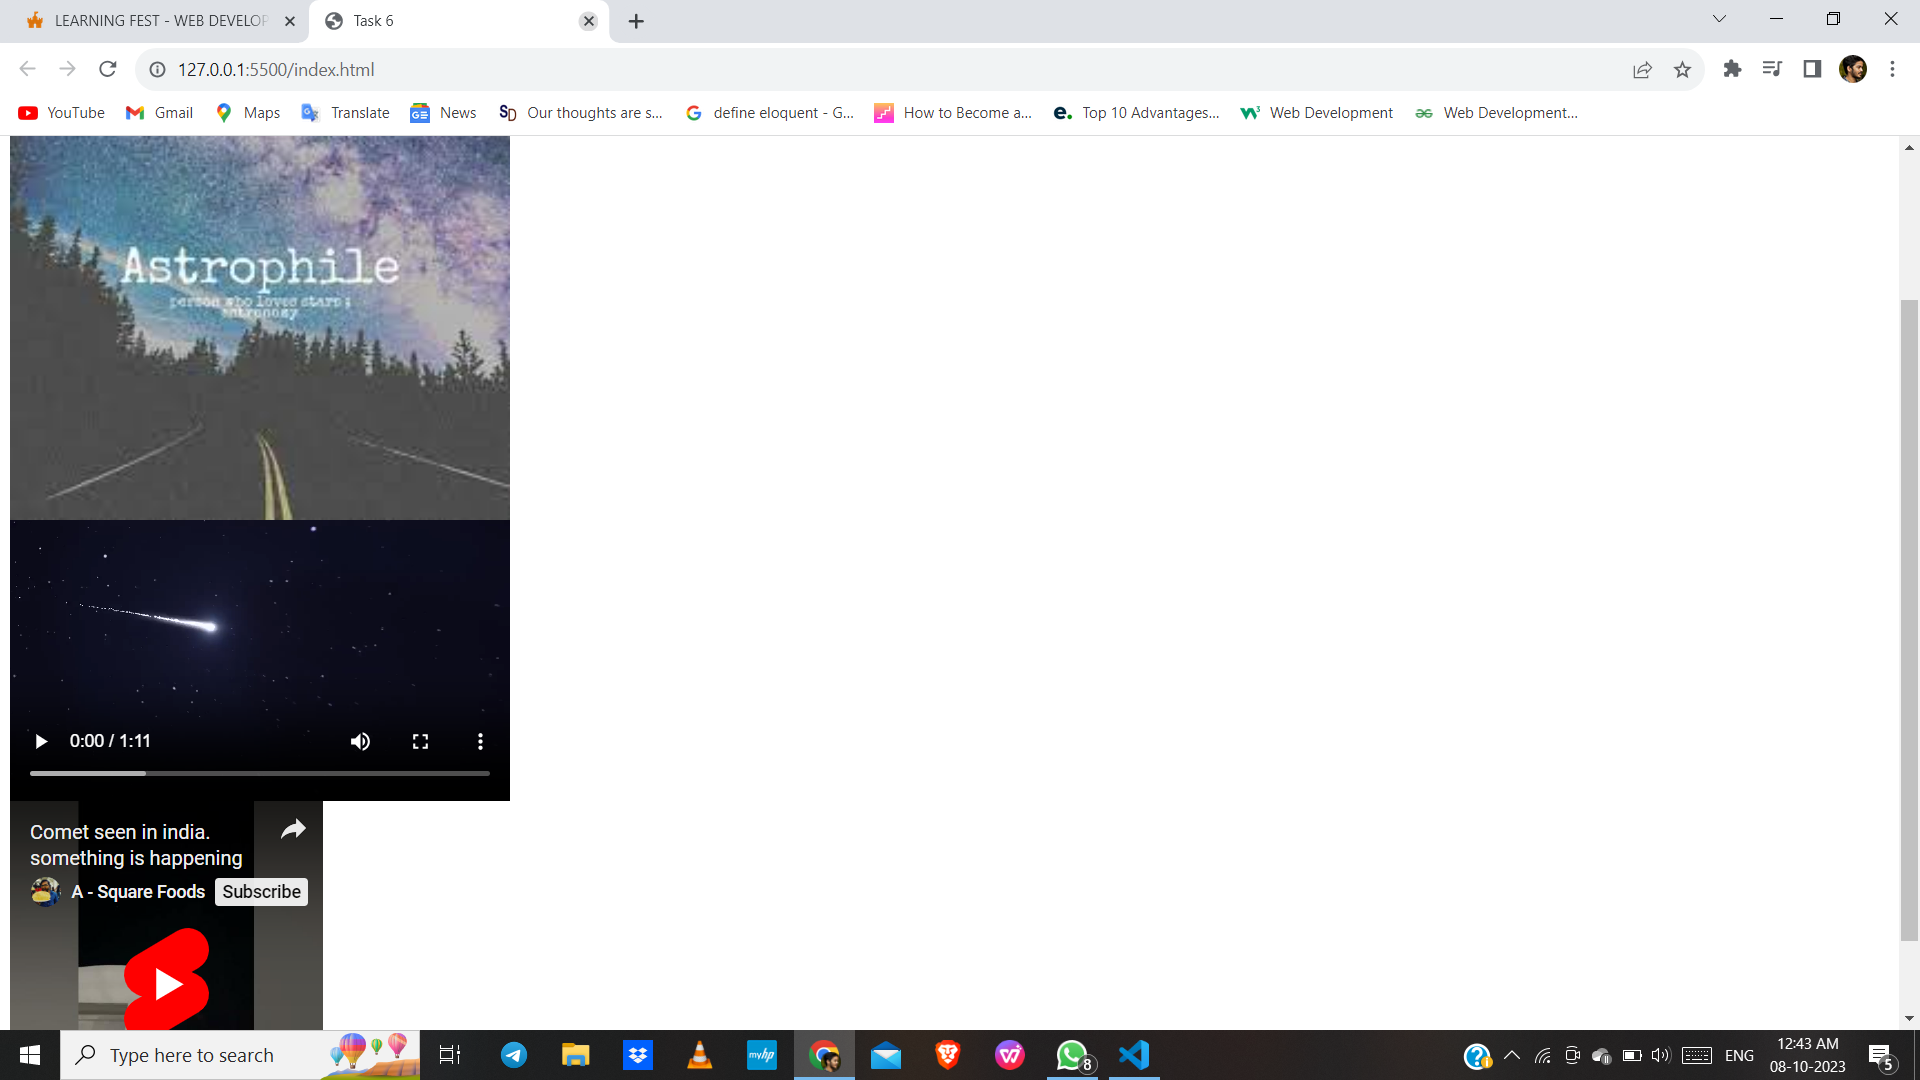 LEARNING FEST - WEB DEVELOP
Task 6
127.0.0.1:5500/index.html
YouTube
Gmail
Maps
Translate
News
Our thoughts are s...
define eloquent - G...
How to Become a...
Top 10 Advantages...
Web Development
Web Development...
Astrophile
person who loves stars ;
astronomy
0:00 / 1:11
Comet seen in india.
something is happening
A - Square Foods
Subscribe
Type here to search
myhp
8
ENG
12:43 AM
08-10-2023
5